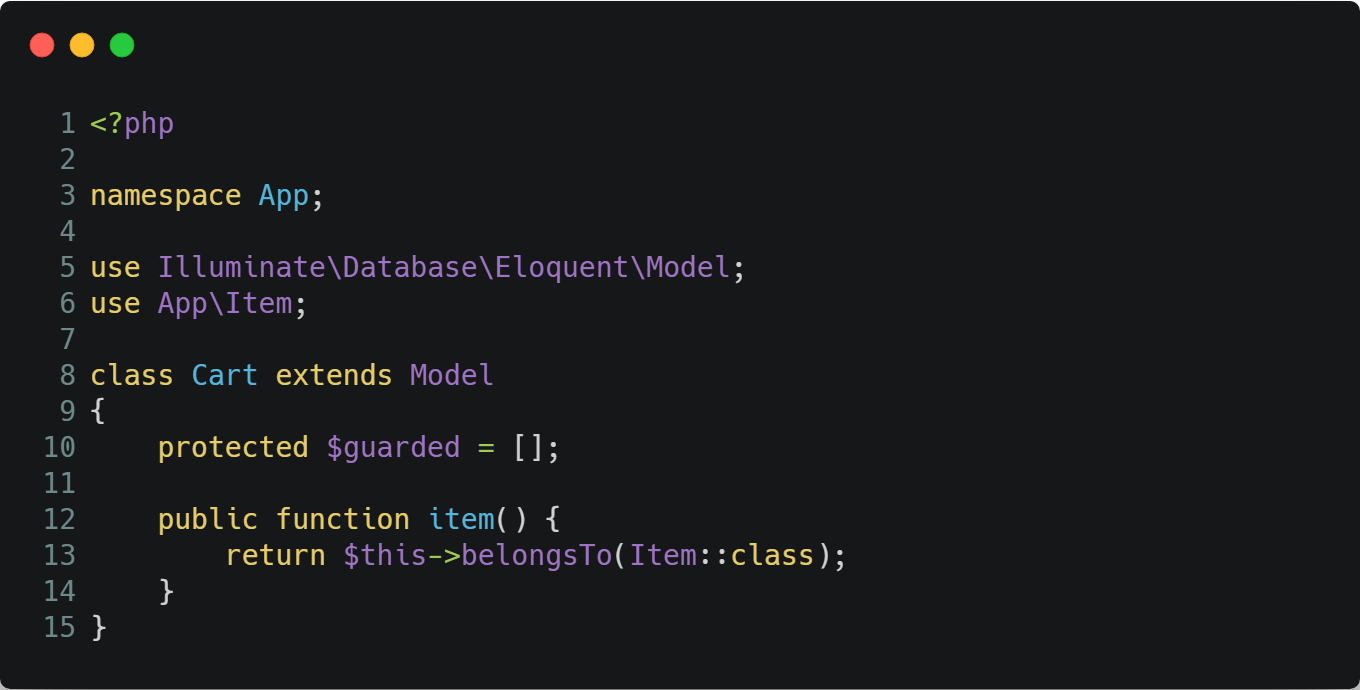 1 <?php
2
3 namespace App;
4
5 use Illuminate\Database\Eloquent\Model;
6 use App\Item;
7
8 class Cart extends Model
9 {
10     protected $guarded = [];
11
12     public function item() {
13         return $this->belongsTo(Item::class);
14     }
15 }